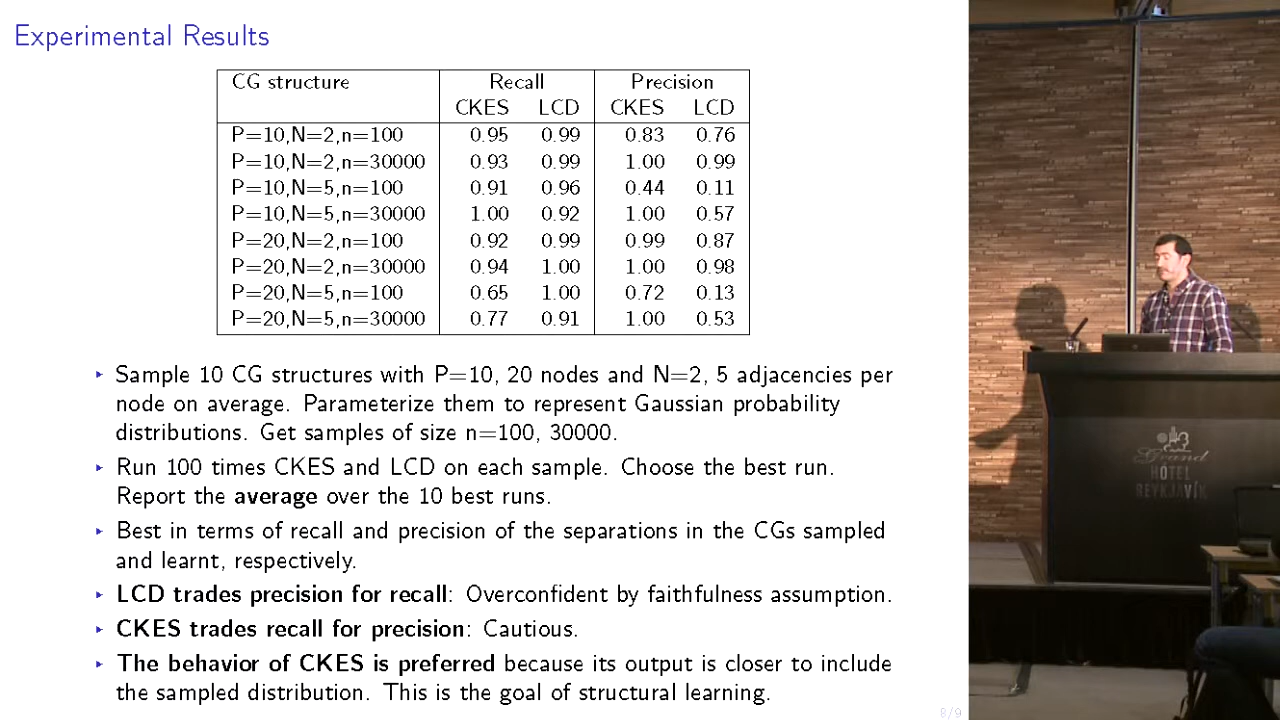 Experimental Results
CG structure Recall Precision
CKES LCD CKES LCD
P=10,N=2,n=100 0.95 0.99 0.83 0.76
P=10,N=2,n=30000 0.93 0.99 1.00 0.99
P=10,N=5,n=100 0.91 0.96 0.44 0.11
P=10,N=5,n=30000 1.00 0.92 1.00 0.57
P=20,N=2,n=100 0.92 0.99 0.99 0.87
P=20,N=2,n=30000 0.94 1.00 1.00 0.98
P=20,N=5,n=100 0.65 1.00 0.72 0.13
P=20,N=5,n=30000 0.77 0.91 1.00 0.53
‣ Sample 10 CG structures with P=10, 20 nodes and N=2, 5 adjacencies per
node on average. Parameterize them to represent Gaussian probability
distributions. Get samples of size n=100, 30000.
‣ Run 100 times CKES and LCD on each sample. Choose the best run.
Report the average over the 10 best runs.
‣ Best in terms of recall and precision of the separations in the CGs sampled
and learnt, respectively.
‣ LCD trades precision for recall: Overconfident by faithfulness assumption.
‣ CKES trades recall for precision: Cautious.
‣ The behavior of CKES is preferred because its output is closer to include
the sampled distribution. This is the goal of structural learning.
8/9
Grand
HÓTEL
REYKJAVÍK